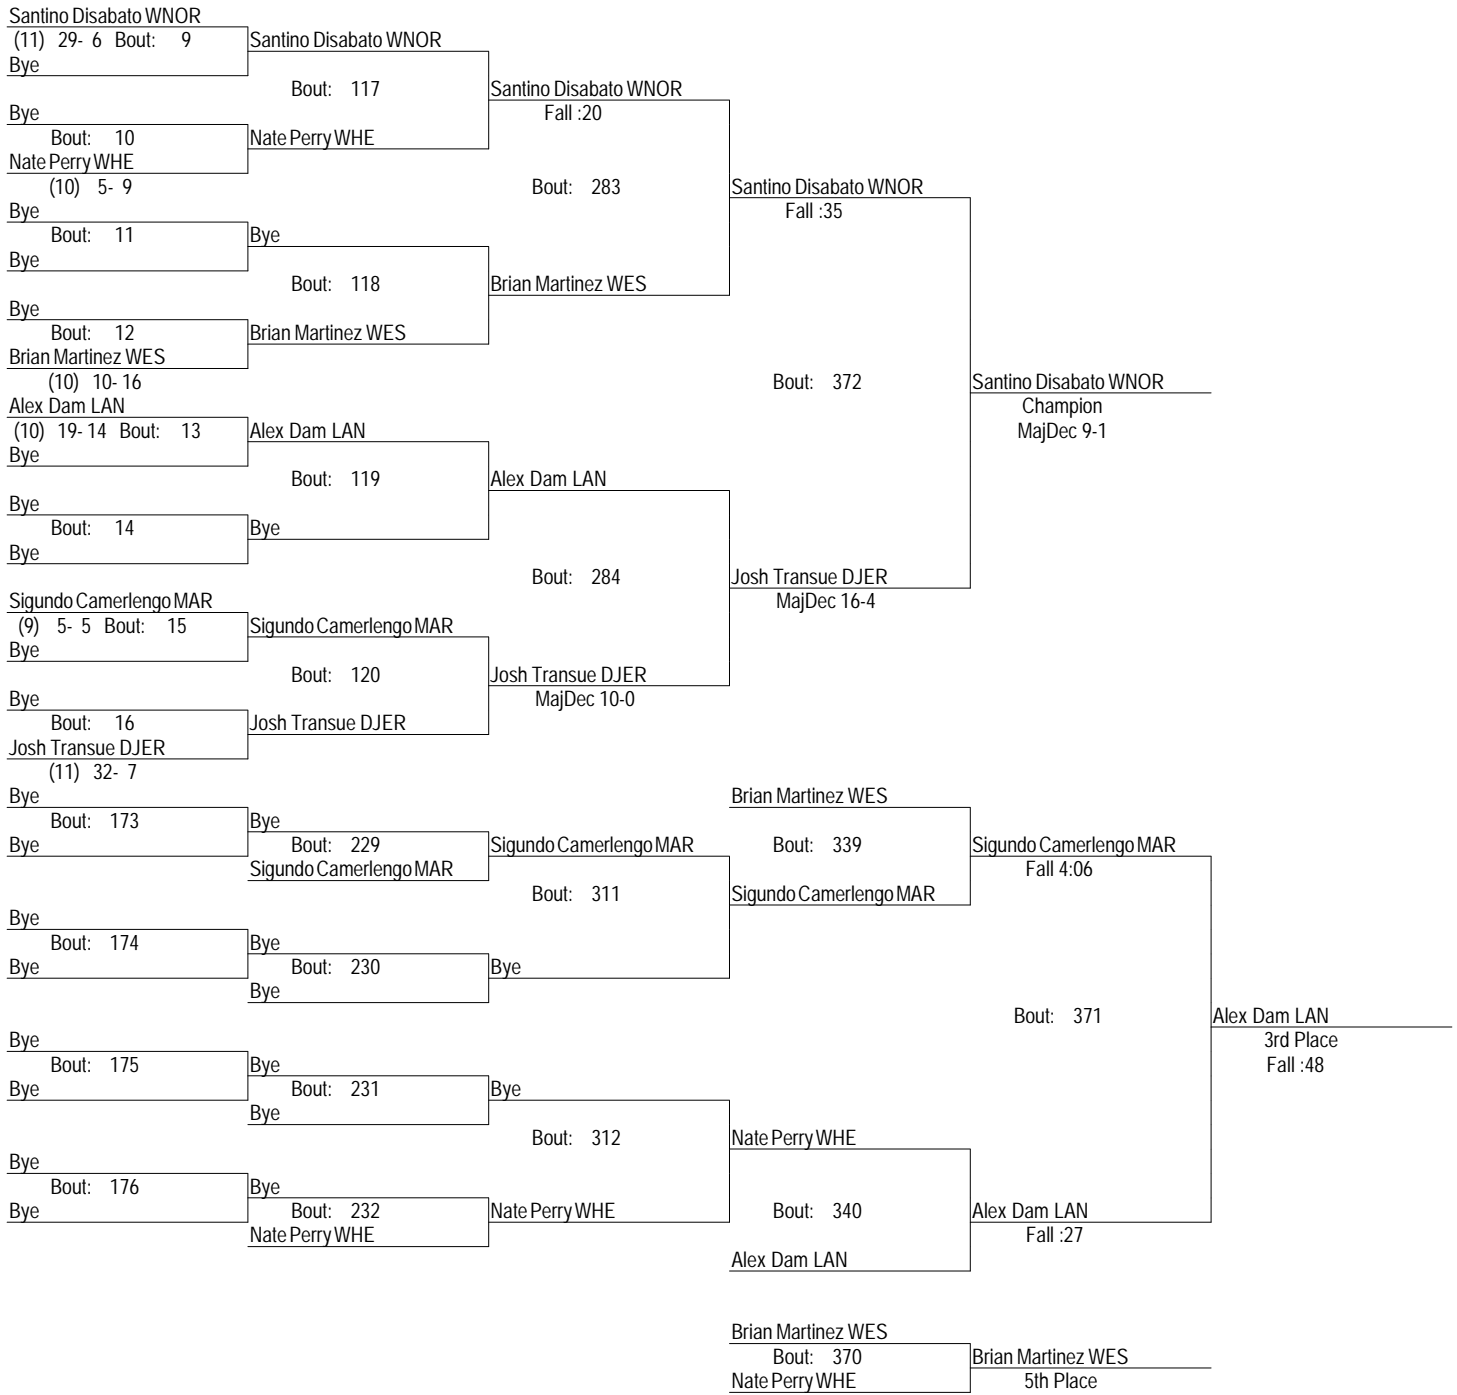 Santino Disabato WNOR
(11) 29- 6 Bout: 9
Santino Disabato WNOR
Bye
Bout: 117
Santino Disabato WNOR
Bye
Fall :20
Bout: 10
Nate Perry WHE
Nate Perry WHE
(10) 5- 9
Bout: 283
Santino Disabato WNOR
Bye
Fall :35
Bout: 11
Bye
Bye
Bout: 118
Brian Martinez WES
Bye
Bout: 12
Brian Martinez WES
Brian Martinez WES
(10) 10- 16
Bout: 372
Santino Disabato WNOR
Alex Dam LAN
Champion
(10) 19- 14 Bout: 13
Alex Dam LAN
MajDec 9-1
Bye
Bout: 119
Alex Dam LAN
Bye
Bout: 14
Bye
Bye
Bout: 284
Josh Transue DJER
Sigundo Camerlengo MAR
MajDec 16-4
(9) 5- 5 Bout: 15
Sigundo Camerlengo MAR
Bye
Bout: 120
Josh Transue DJER
Bye
MajDec 10-0
Bout: 16
Josh Transue DJER
Josh Transue DJER
(11) 32- 7
Bye
Brian Martinez WES
Bout: 173
Bye
Bye
Bout: 229
Sigundo Camerlengo MAR
Bout: 339
Sigundo Camerlengo MAR
Sigundo Camerlengo MAR
Fall 4:06
Bout: 311
Sigundo Camerlengo MAR
Bye
Bout: 174
Bye
Bye
Bout: 230
Bye
Bye
Bout: 371
Alex Dam LAN
Bye
3rd Place
Bout: 175
Bye
Fall :48
Bye
Bout: 231
Bye
Bye
Bout: 312
Nate Perry WHE
Bye
Bout: 176
Bye
Bye
Bout: 232
Nate Perry WHE
Bout: 340
Alex Dam LAN
Nate Perry WHE
Fall :27
Alex Dam LAN
Brian Martinez WES
Bout: 370
Brian Martinez WES
Nate Perry WHE
5th Place